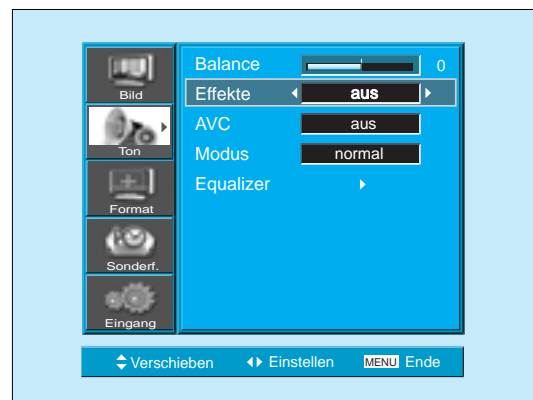 Bild
Ton
Format
Sonderf.
Eingang
Balance 0
Effekte aus
AVC aus
Modus normal
Equalizer
Verschieben Einstellen MENU Ende